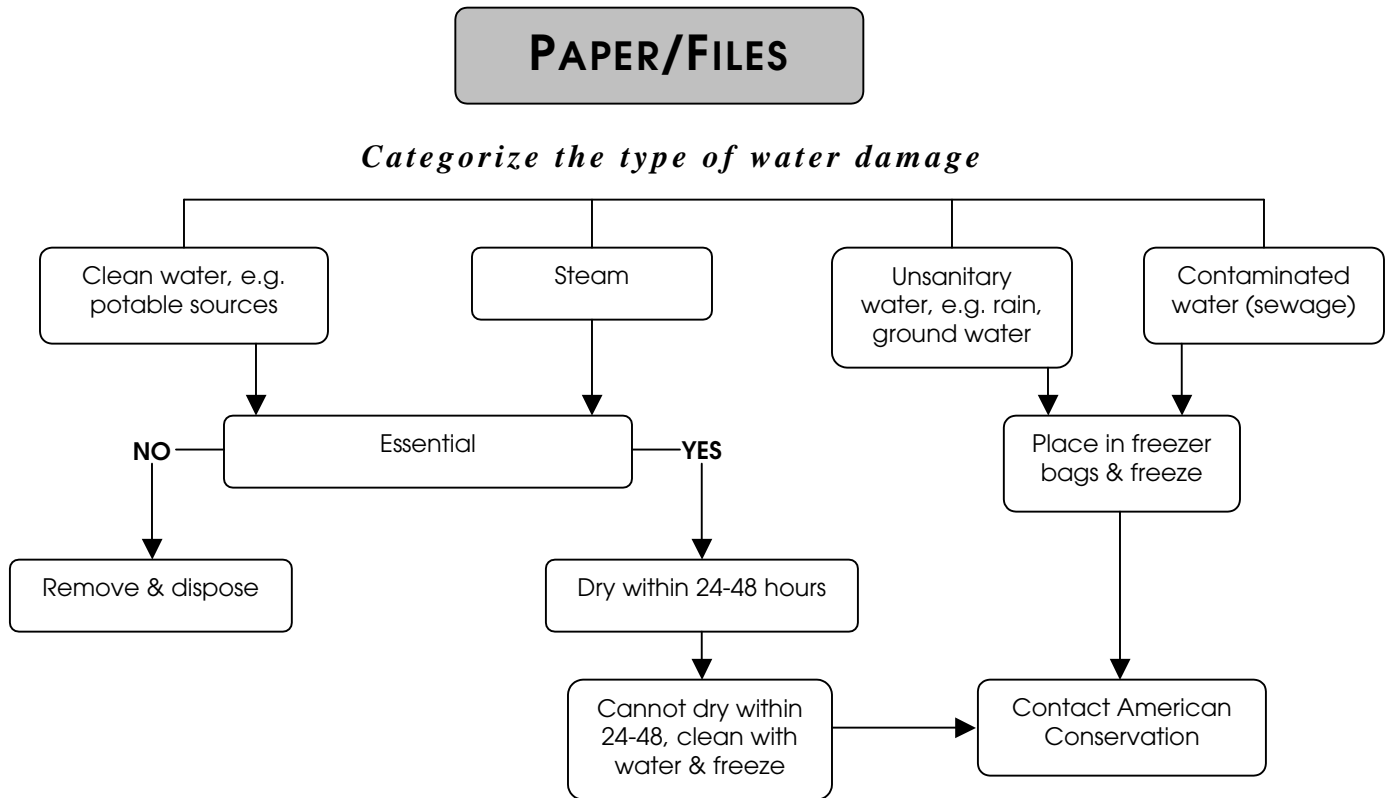 PAPER/FILES
Categorize the type of water damage
Clean water, e.g.
potable sources
Steam
Unsanitary
water, e.g. rain,
ground water
Contaminated
water (sewage)
NO
Essential
YES
Place in freezer
bags & freeze
Remove & dispose
Dry within 24-48 hours
Cannot dry within
24-48, clean with
water & freeze
Contact American
Conservation